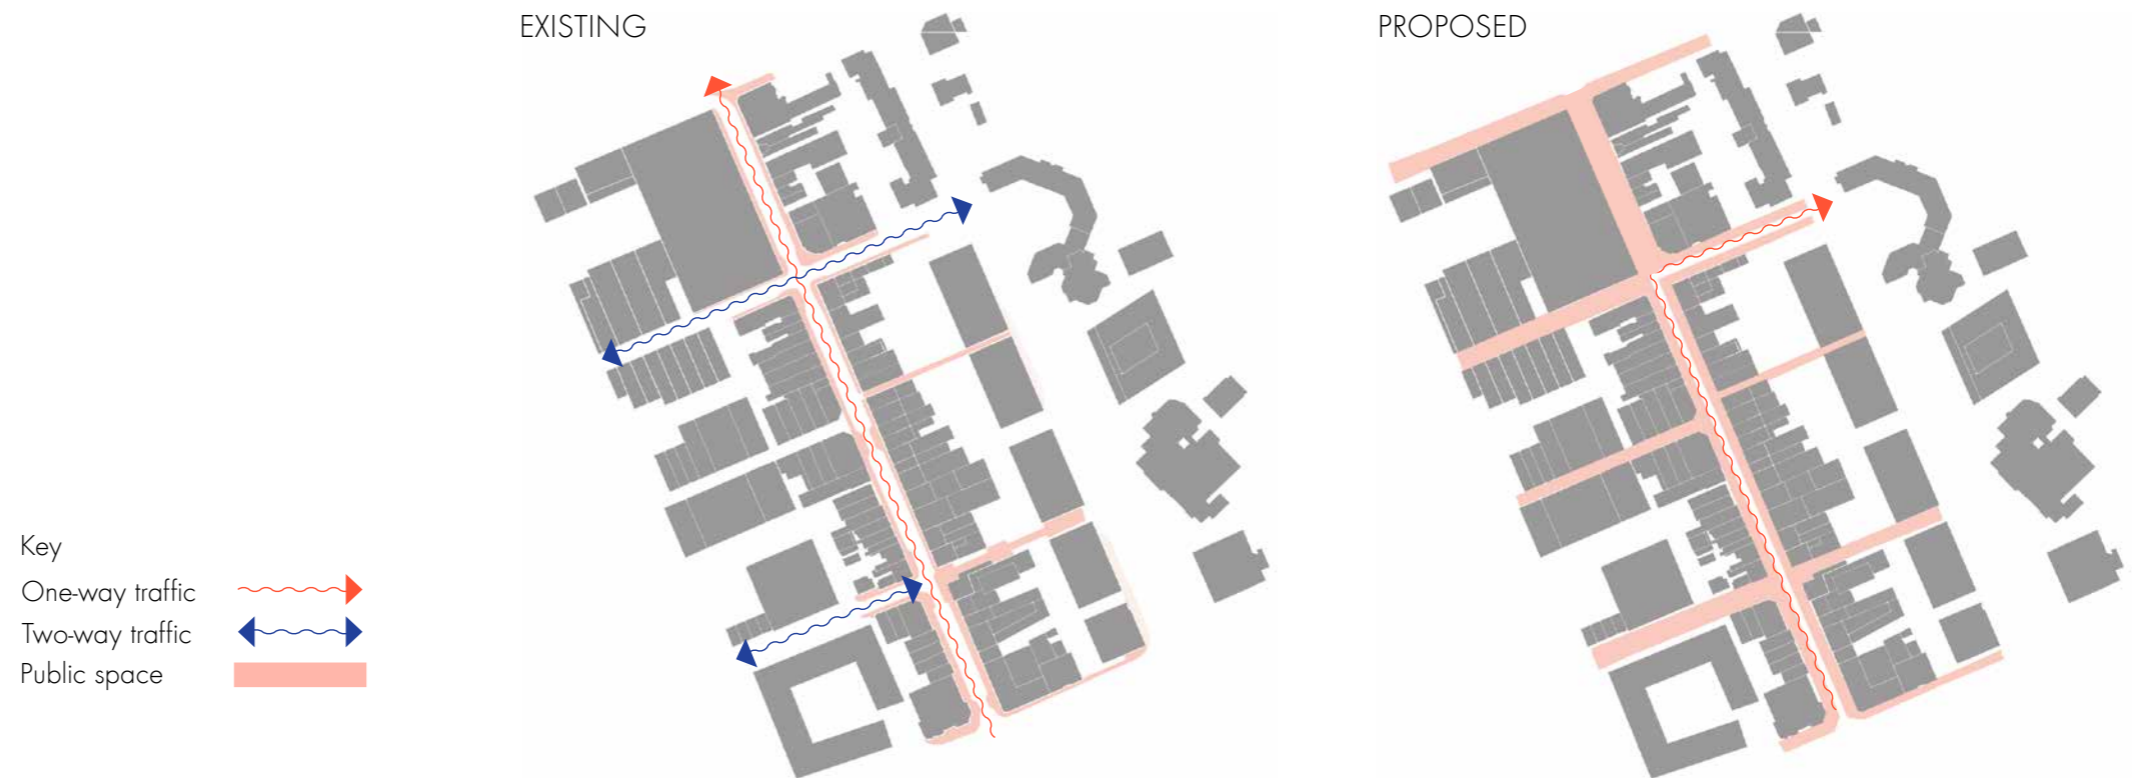 EXISTING
PROPOSED
Key
One-way traffic
Two-way traffic
Public space